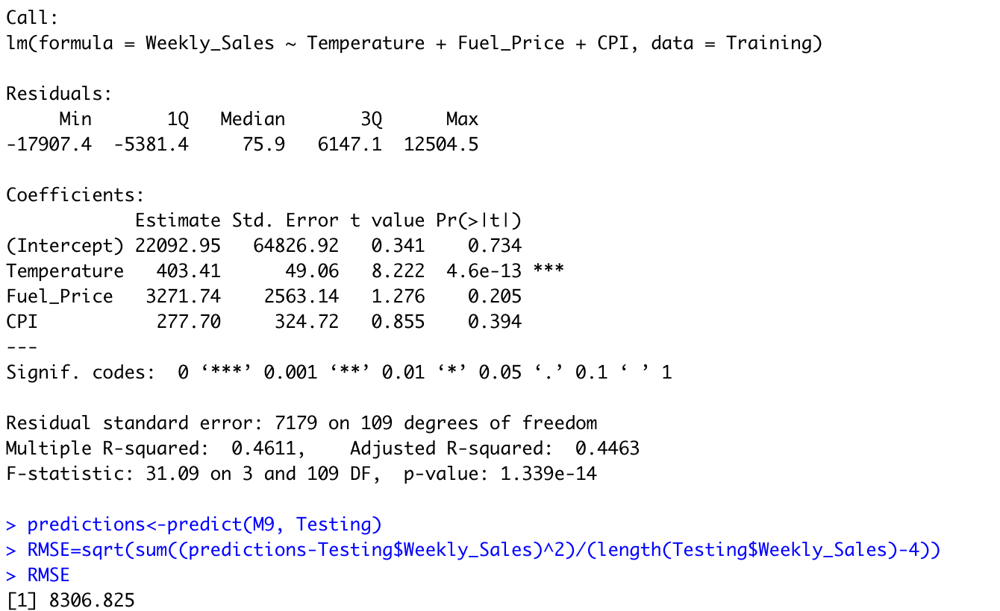 Call:
lm(formula = Weekly_Sales ~ Temperature + Fuel_Price + CPI, data = Training)
Residuals:
     Min       1Q   Median       3Q      Max
-17907.4  -5381.4     75.9   6147.1  12504.5
Coefficients:
            Estimate Std. Error t value Pr(>|t|)
(Intercept) 22092.95   64826.92   0.341    0.734
Temperature   403.41      49.06   8.222  4.6e-13 ***
Fuel_Price   3271.74    2563.14   1.276    0.205
CPI           277.70     324.72   0.855    0.394
---
Signif. codes:  0 ‘***’ 0.001 ‘**’ 0.01 ‘*’ 0.05 ‘.’ 0.1 ‘ ’ 1
Residual standard error: 7179 on 109 degrees of freedom
Multiple R-squared:  0.4611,    Adjusted R-squared:  0.4463
F-statistic: 31.09 on 3 and 109 DF,  p-value: 1.339e-14
> predictions<-predict(M9, Testing)
> RMSE=sqrt(sum((predictions-Testing$Weekly_Sales)^2)/(length(Testing$Weekly_Sales)-4))
> RMSE
[1] 8306.825